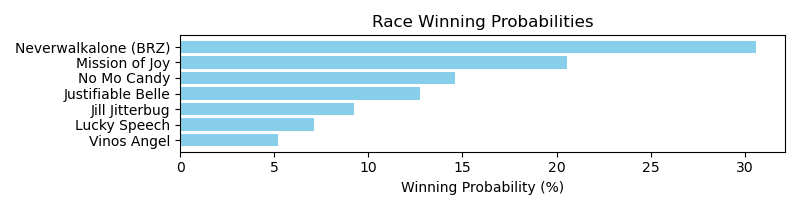 Race Winning Probabilities
Neverwalkalone (BRZ)
Mission of Joy
No Mo Candy
Justifiable Belle
Jill Jitterbug
Lucky Speech
Vinos Angel
0 5 10 15 20 25 30
Winning Probability (%)